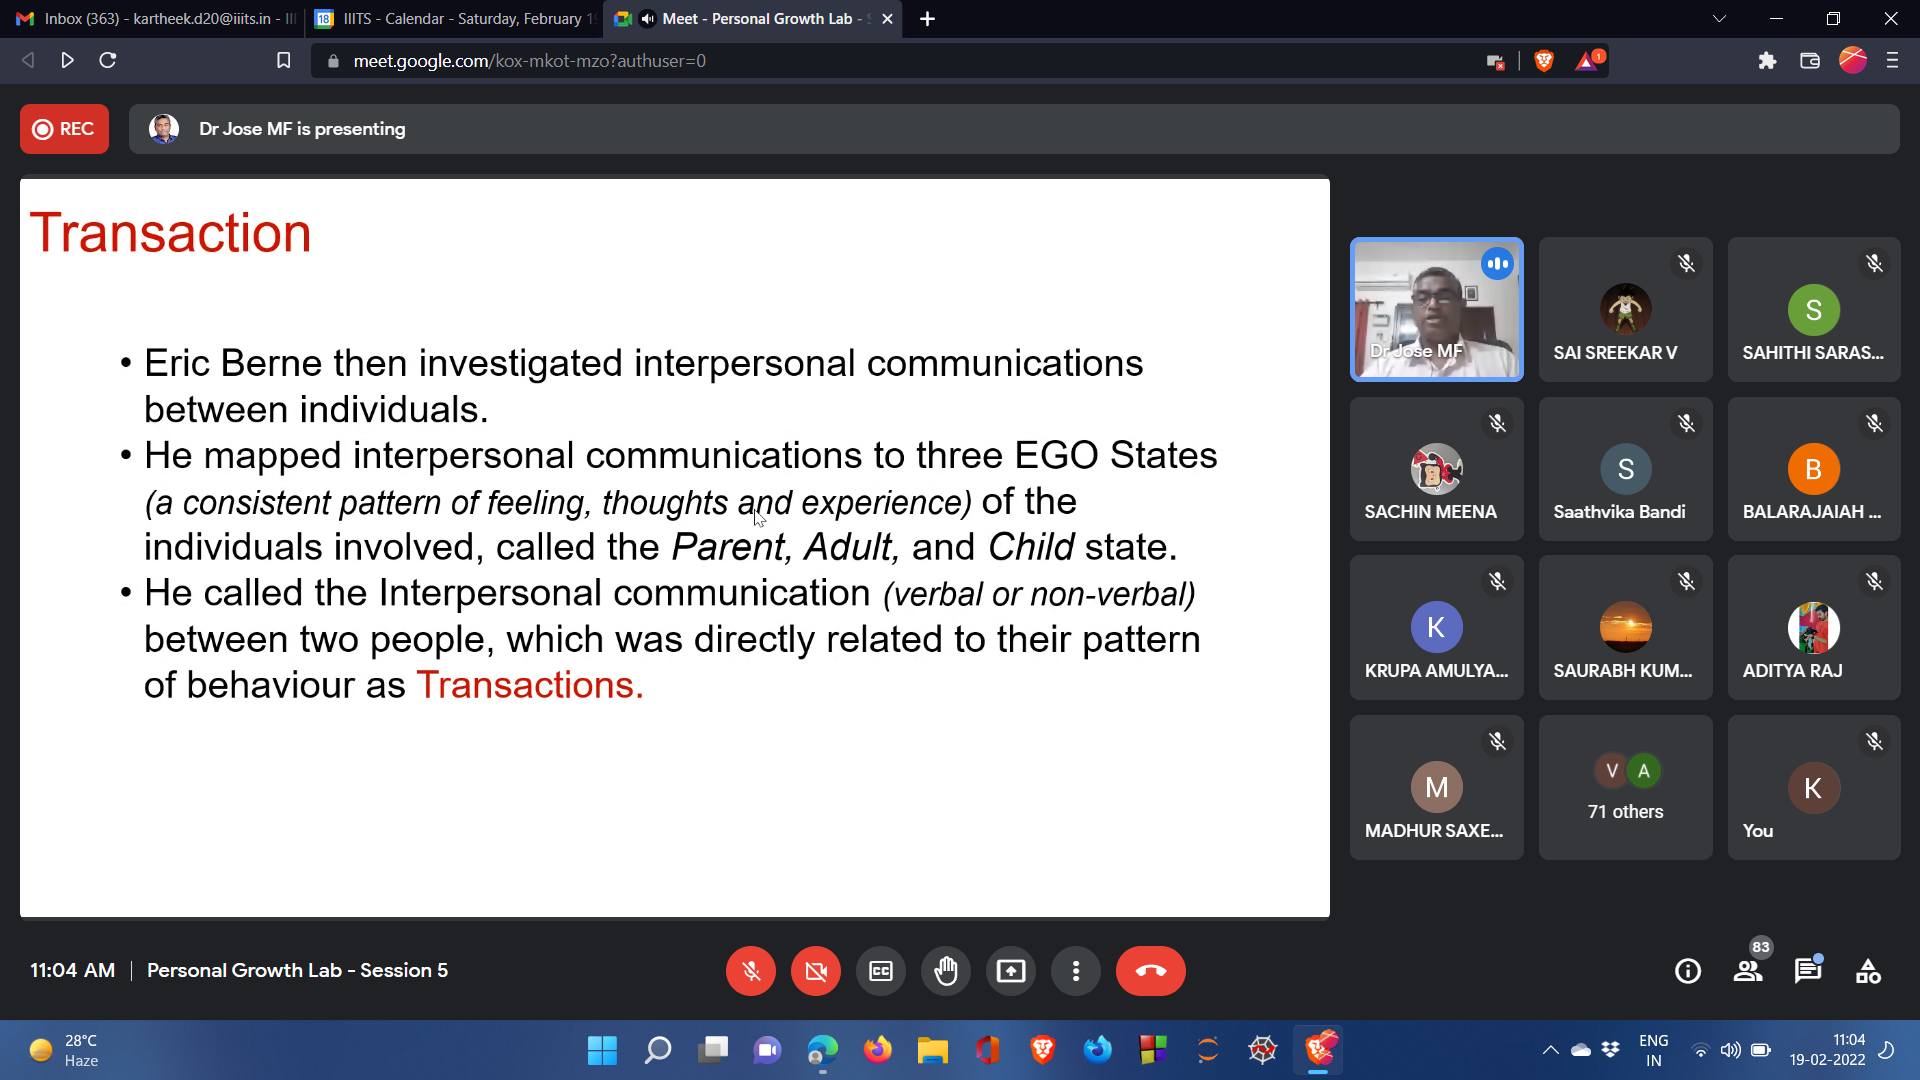 Inbox (363) - kartheek.d20@iiits.in - II
18
IIITS - Calendar - Saturday, February 1
Meet - Personal Growth Lab -
meet.google.com/kox-mkot-mzo?authuser=0
1
REC
Dr Jose MF is presenting
Transaction
• Eric Berne then investigated interpersonal communications
between individuals.
• He mapped interpersonal communications to three EGO States
(a consistent pattern of feeling, thoughts and experience) of the
individuals involved, called the Parent, Adult, and Child state.
• He called the Interpersonal communication (verbal or non-verbal)
between two people, which was directly related to their pattern
of behaviour as Transactions.
Dr Jose MF
SAI SREEKAR V
S
SAHITHI SARAS...
SACHIN MEENA
S
Saathvika Bandi
B
BALARAJAIAH ...
K
KRUPA AMULYA...
SAURABH KUM...
ADITYA RAJ
M
MADHUR SAXE...
V A
71 others
K
You
11:04 AM | Personal Growth Lab - Session 5
CC
83
28°C
Haze
ENG
IN
11:04
19-02-2022